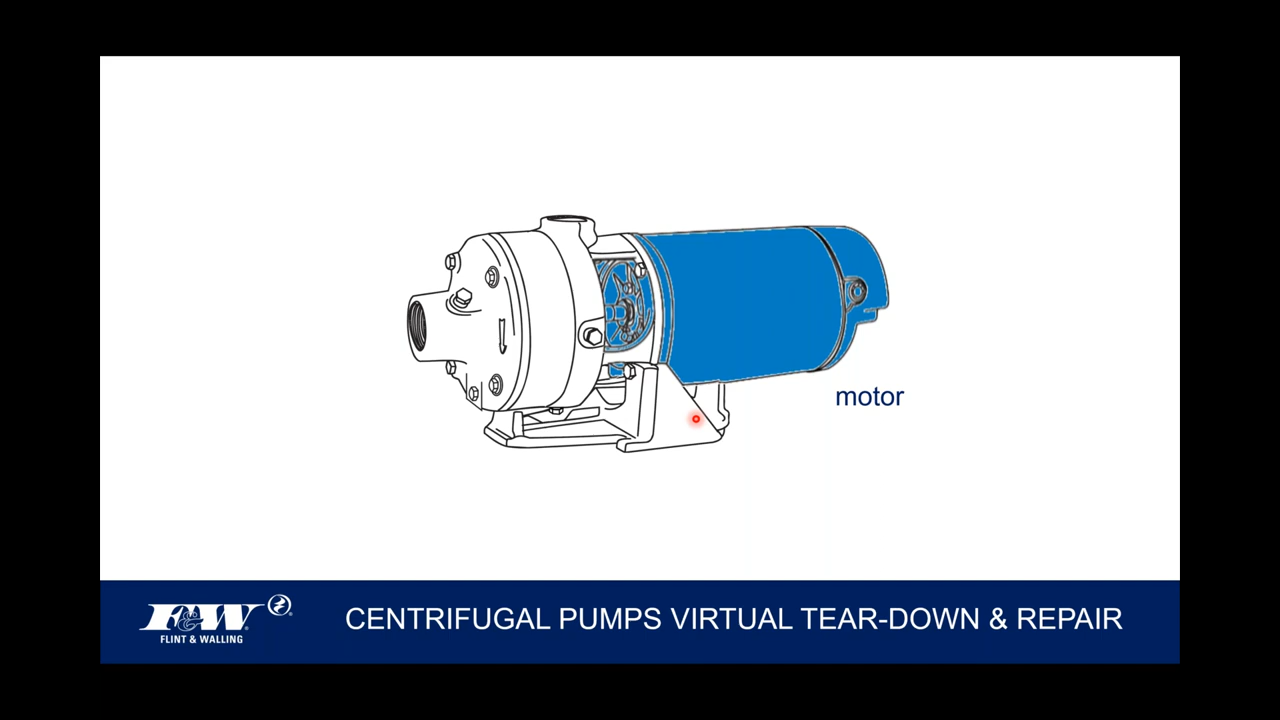 motor
F&W
FLINT & WALLING
CENTRIFUGAL PUMPS VIRTUAL TEAR-DOWN & REPAIR